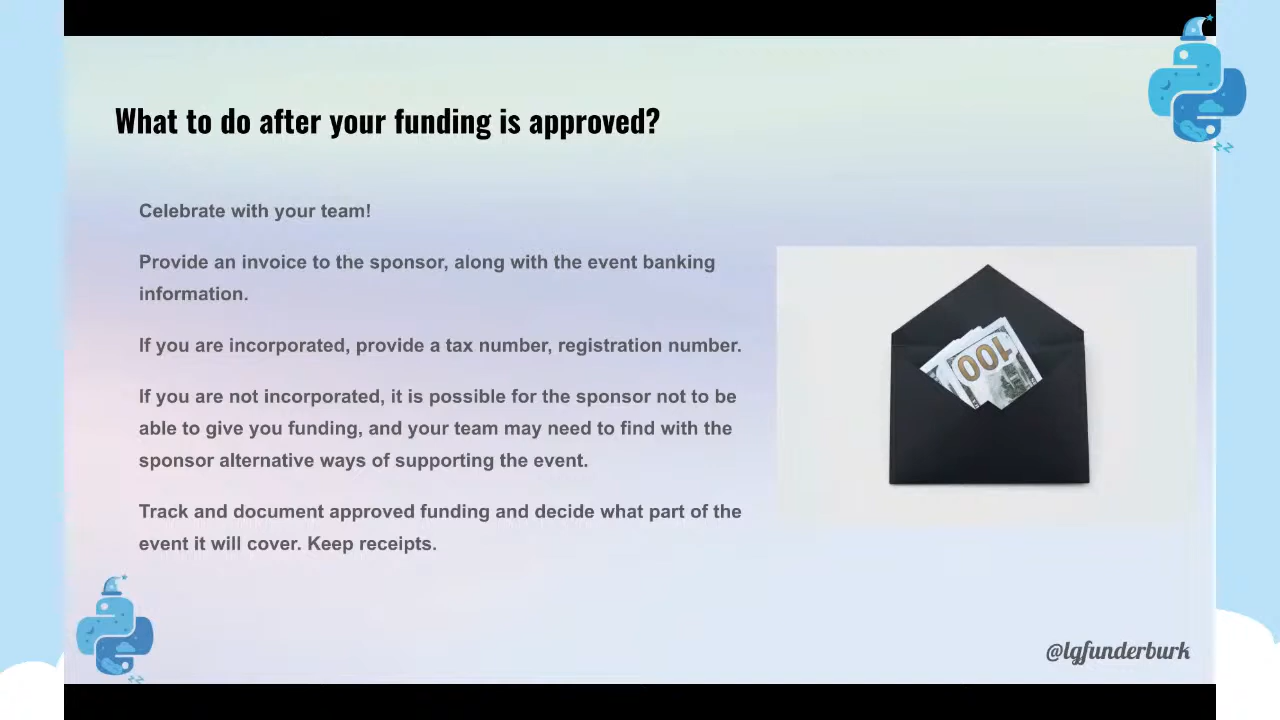 What to do after your funding is approved?
Celebrate with your team!
Provide an invoice to the sponsor, along with the event banking
information.
If you are incorporated, provide a tax number, registration number.
If you are not incorporated, it is possible for the sponsor not to be
able to give you funding, and your team may need to find with the
sponsor alternative ways of supporting the event.
Track and document approved funding and decide what part of the
event it will cover. Keep receipts.
100
zz
zz
@lgfunderburk